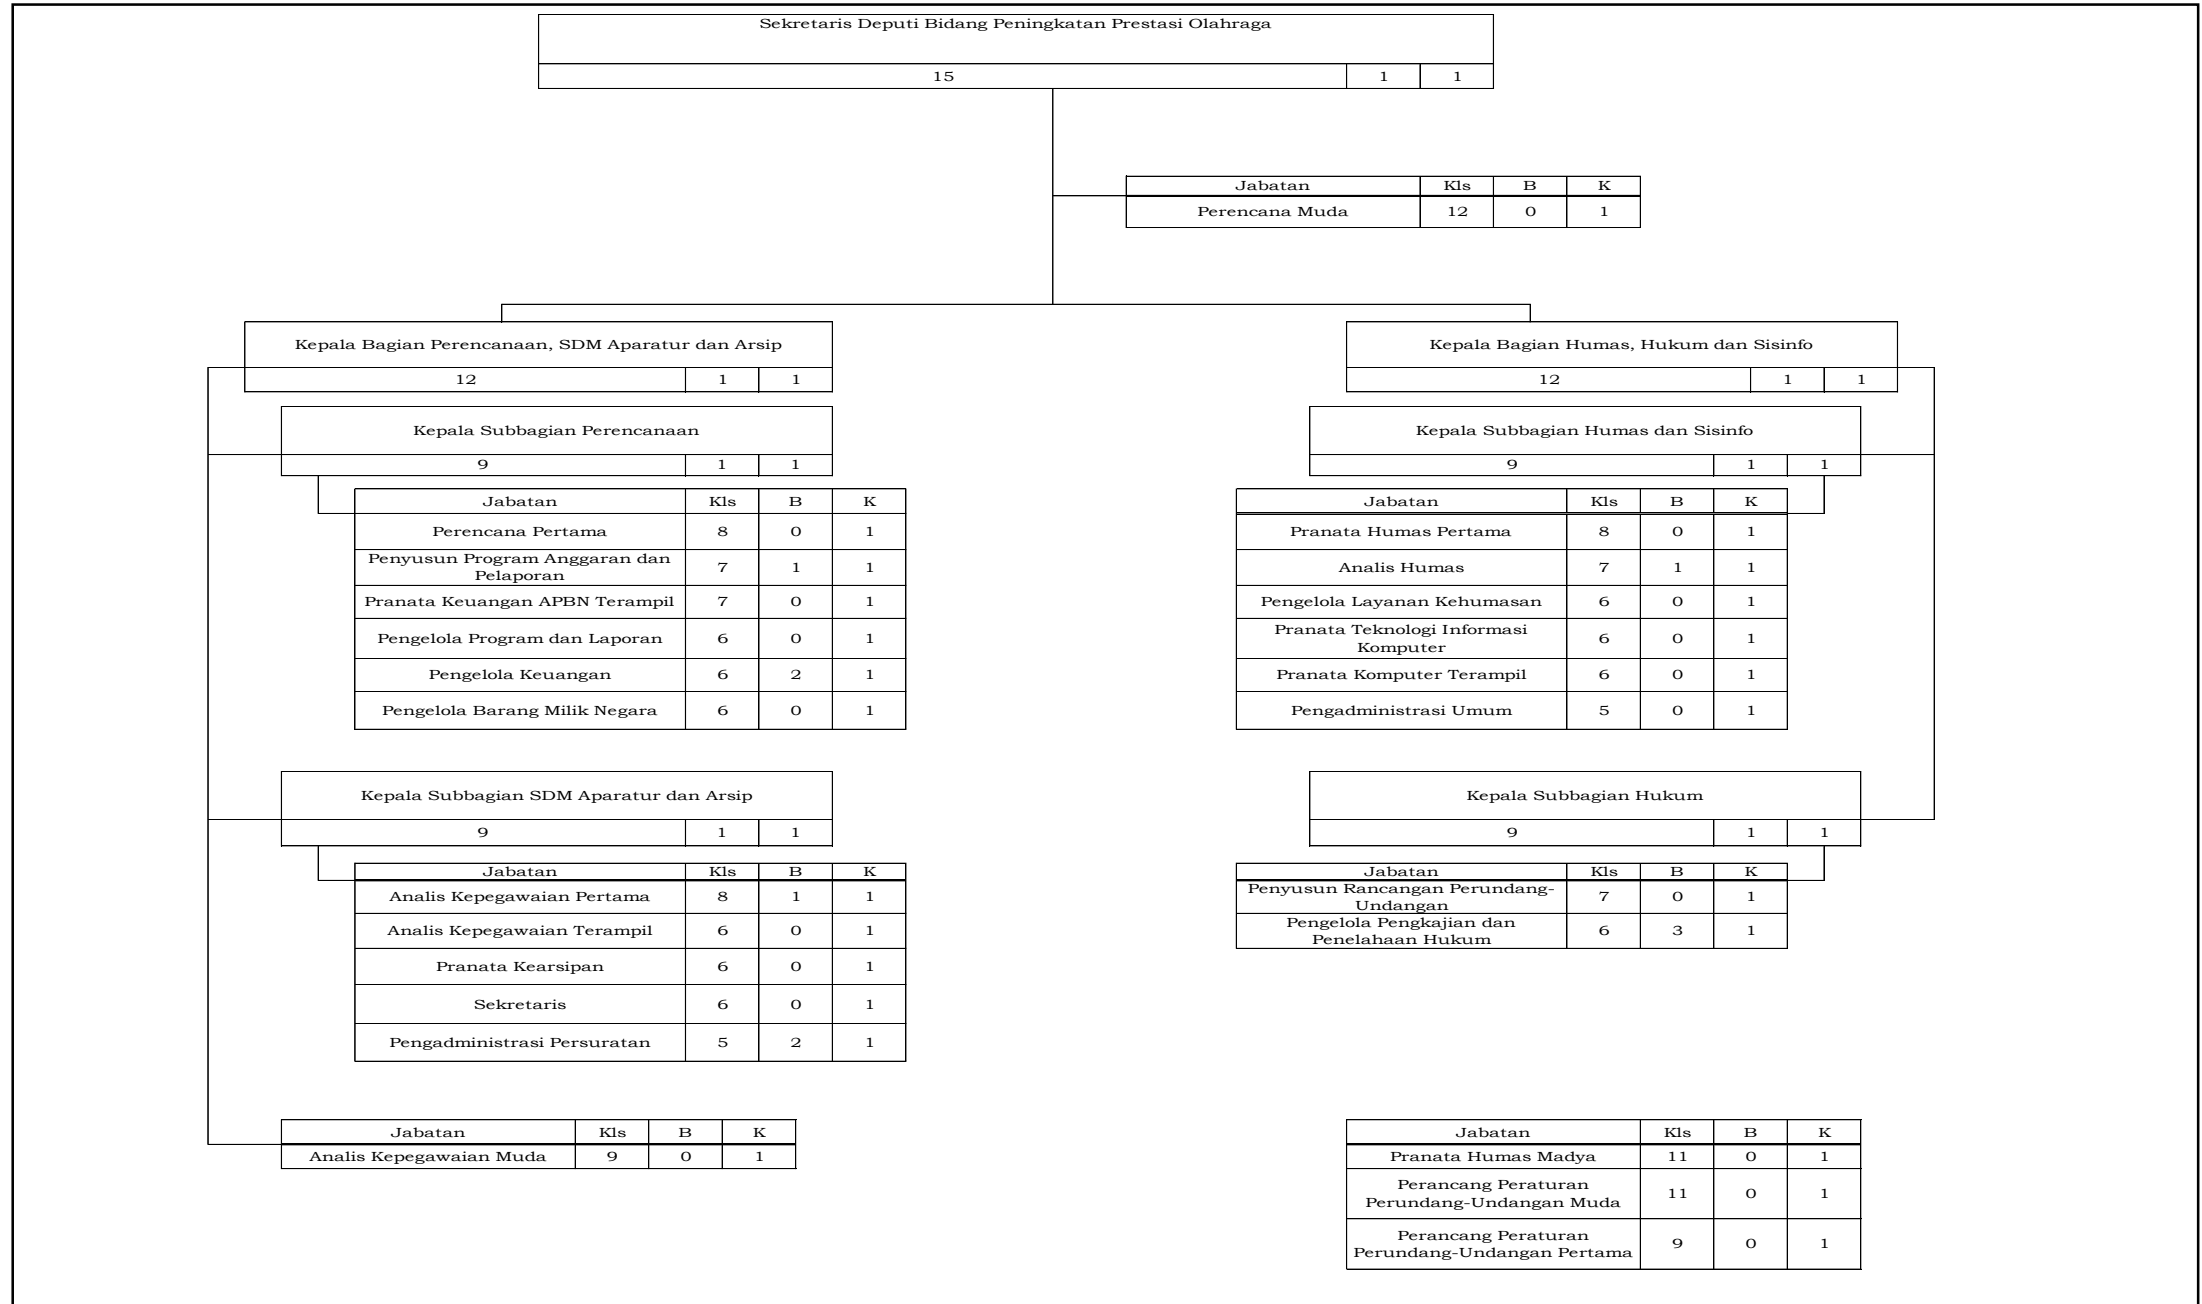 Sekretaris Deputi Bidang Peningkatan Prestasi Olahraga
15 1 1
Jabatan Kls B K
Perencana Muda 12 0 1
Kepala Bagian Perencanaan, SDM Aparatur dan Arsip
12 1 1
Kepala Subbagian Perencanaan
9 1 1
Jabatan Kls B K
Perencana Pertama 8 0 1
Penyusun Program Anggaran dan
Pelaporan 7 1 1
Pranata Keuangan APBN Terampil 7 0 1
Pengelola Program dan Laporan 6 0 1
Pengelola Keuangan 6 2 1
Pengelola Barang Milik Negara 6 0 1
Kepala Subbagian SDM Aparatur dan Arsip
9 1 1
Jabatan Kls B K
Analis Kepegawaian Pertama 8 1 1
Analis Kepegawaian Terampil 6 0 1
Pranata Kearsipan 6 0 1
Sekretaris 6 0 1
Pengadministrasi Persuratan 5 2 1
Jabatan Kls B K
Analis Kepegawaian Muda 9 0 1
Kepala Bagian Humas, Hukum dan Sisinfo
12 1 1
Kepala Subbagian Humas dan Sisinfo
9 1 1
Jabatan Kls B K
Pranata Humas Pertama 8 0 1
Analis Humas 7 1 1
Pengelola Layanan Kehumasan 6 0 1
Pranata Teknologi Informasi
Komputer 6 0 1
Pranata Komputer Terampil 6 0 1
Pengadministrasi Umum 5 0 1
Kepala Subbagian Hukum
9 1 1
Jabatan Kls B K
Penyusun Rancangan Perundang-
Undangan 7 0 1
Pengelola Pengkajian dan
Penelahaan Hukum 6 3 1
Jabatan Kls B K
Pranata Humas Madya 11 0 1
Perancang Peraturan
Perundang-Undangan Muda 11 0 1
Perancang Peraturan
Perundang-Undangan Pertama 9 0 1